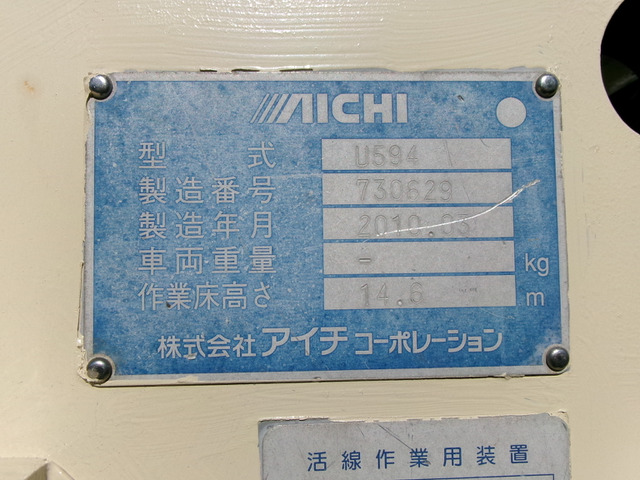 AICHI
型式 U594
製造番号 730629
製造年月 2010.03
車両重量 - kg
作業床高さ 14.6 m
株式会社 アイチ コーポレーション
活線作業用装置